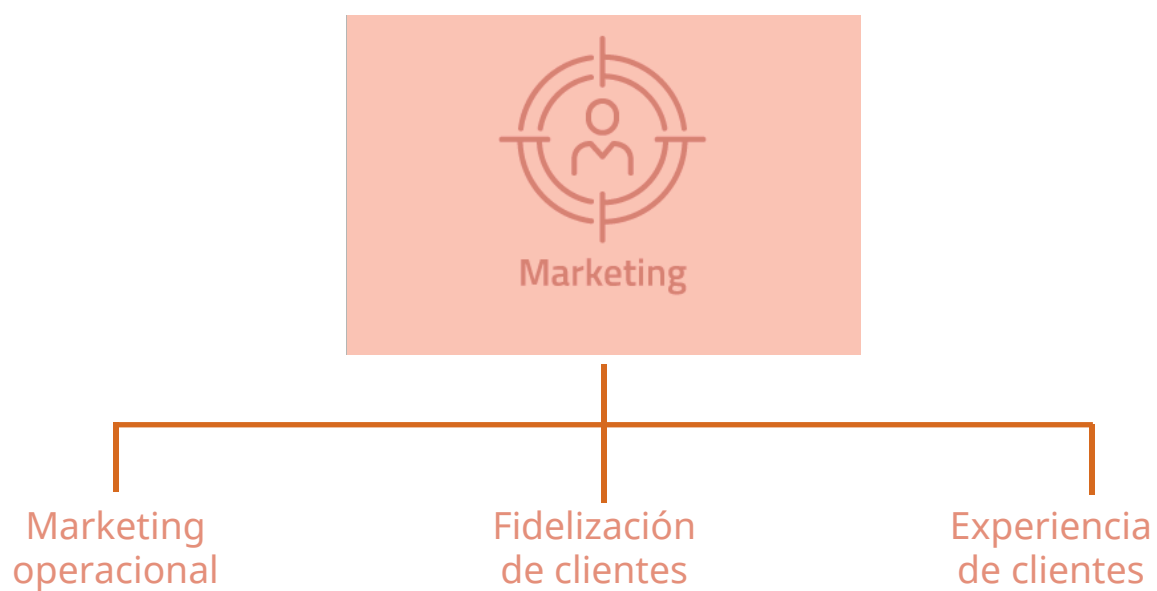 Marketing
Marketing
operacional
Fidelización
de clientes
Experiencia
de clientes